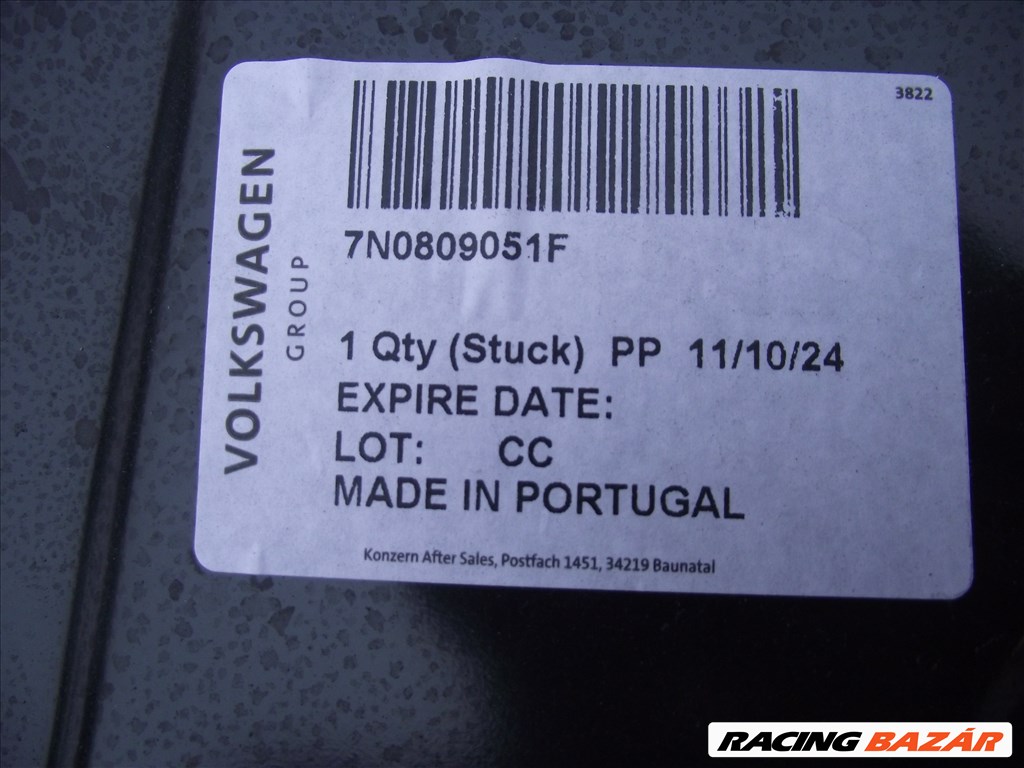 3822
VOLKSWAGEN
GROUP
7N0809051F
1 Qty (Stuck) PP 11/10/24
EXPIRE DATE:
LOT: CC
MADE IN PORTUGAL
Konzern After Sales, Postfach 1451, 34219 Baunatal
RACING BAZÁR